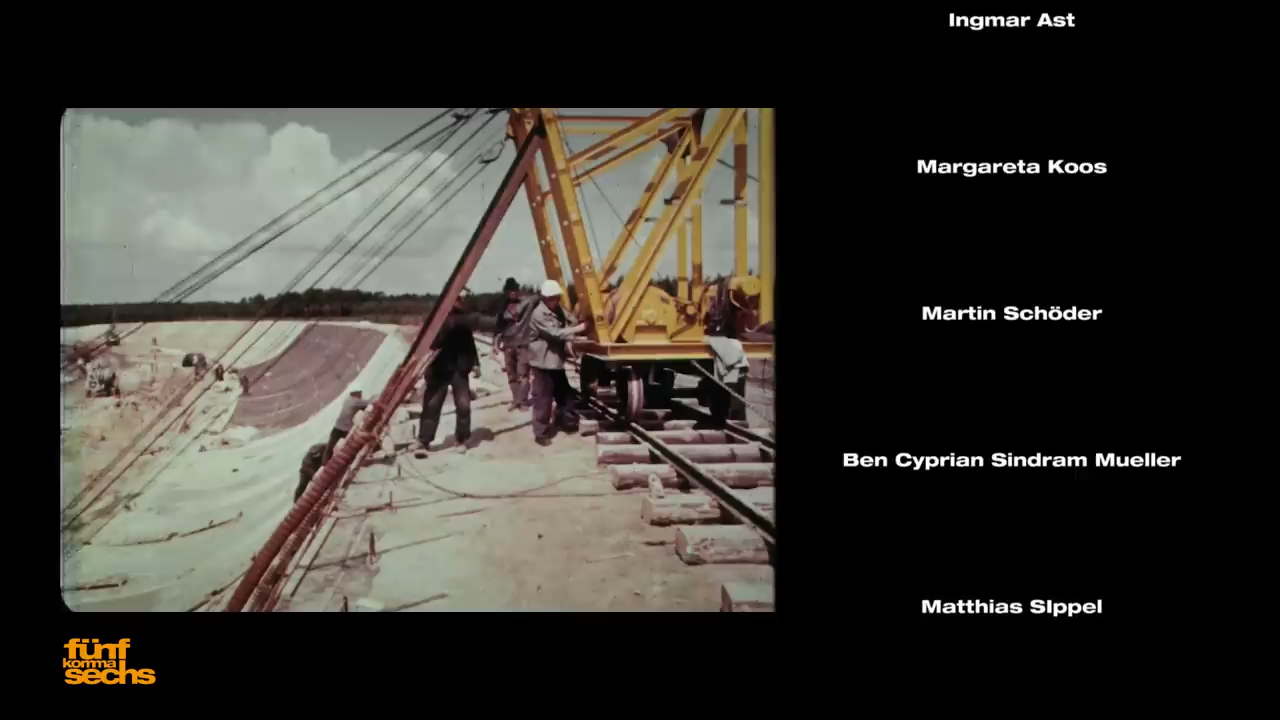 Ingmar Ast
Margareta Koos
Martin Schöder
Ben Cyprian Sindram Mueller
Matthias SIppel
fünf
komma
sechs